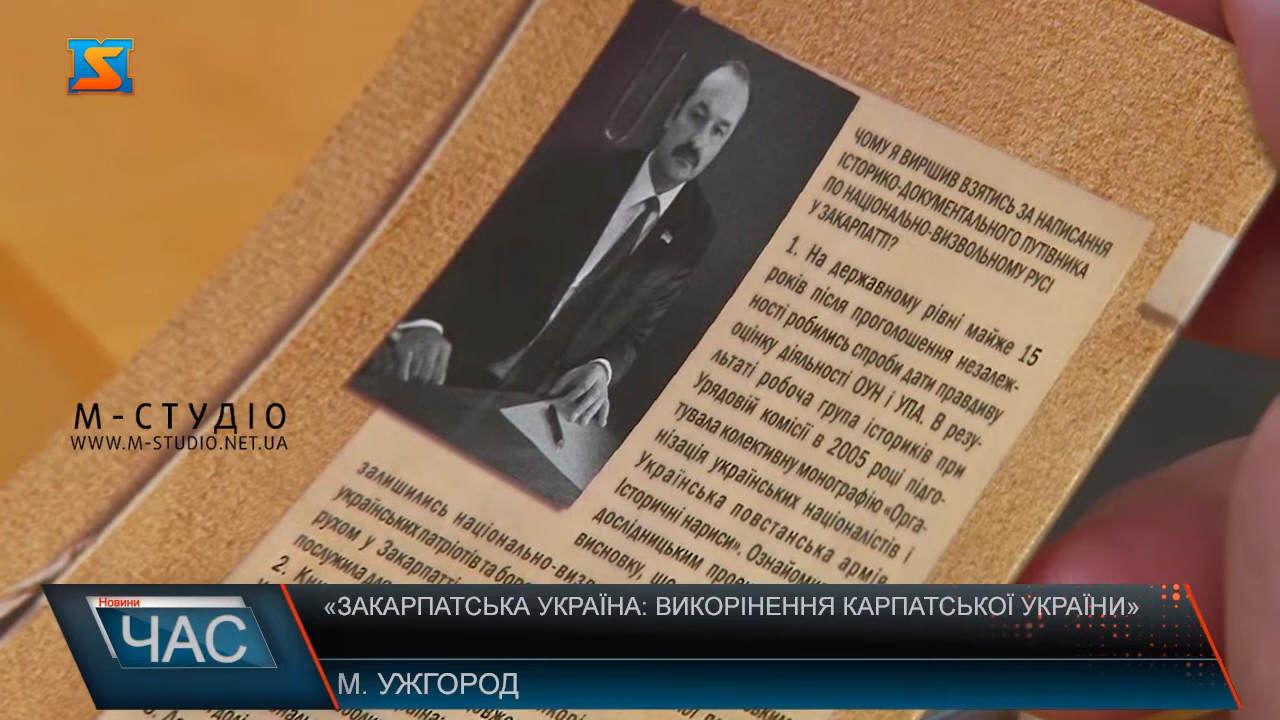 ЧОМУ Я ВИРІШИВ ВЗЯТИСЬ ЗА НАПИСАННЯ
ІСТОРИКО-ДОКУМЕНТАЛЬНОГО ПУТІВНИКА
ПО НАЦІОНАЛЬНО-ВИЗВОЛЬНОМУ РУСІ
У ЗАКАРПАТТІ?
1. На державному рівні майже 15
років після проголошення незалеж-
ності робились спроби дати правдиву
оцінку діяльності ОУН і УПА. В резу-
льтаті робоча група істориків при
Урядовій комісії в 2005 році підго-
тувала колективну монографію «Орга-
нізація українських націоналістів і
Українська повстанська армія
Історичні нариси».
дослідницьким
висновку,
залишились
українських патріотів та
рухом у Закарпатті
послужила для
2.
М-СТУДІО
WWW.M-STUDIO.NET.UA
Новини
ЧАС
«ЗАКАРПАТСЬКА УКРАЇНА: ВИКОРІНЕННЯ КАРПАТСЬКОЇ УКРАЇНИ»
М. УЖГОРОД